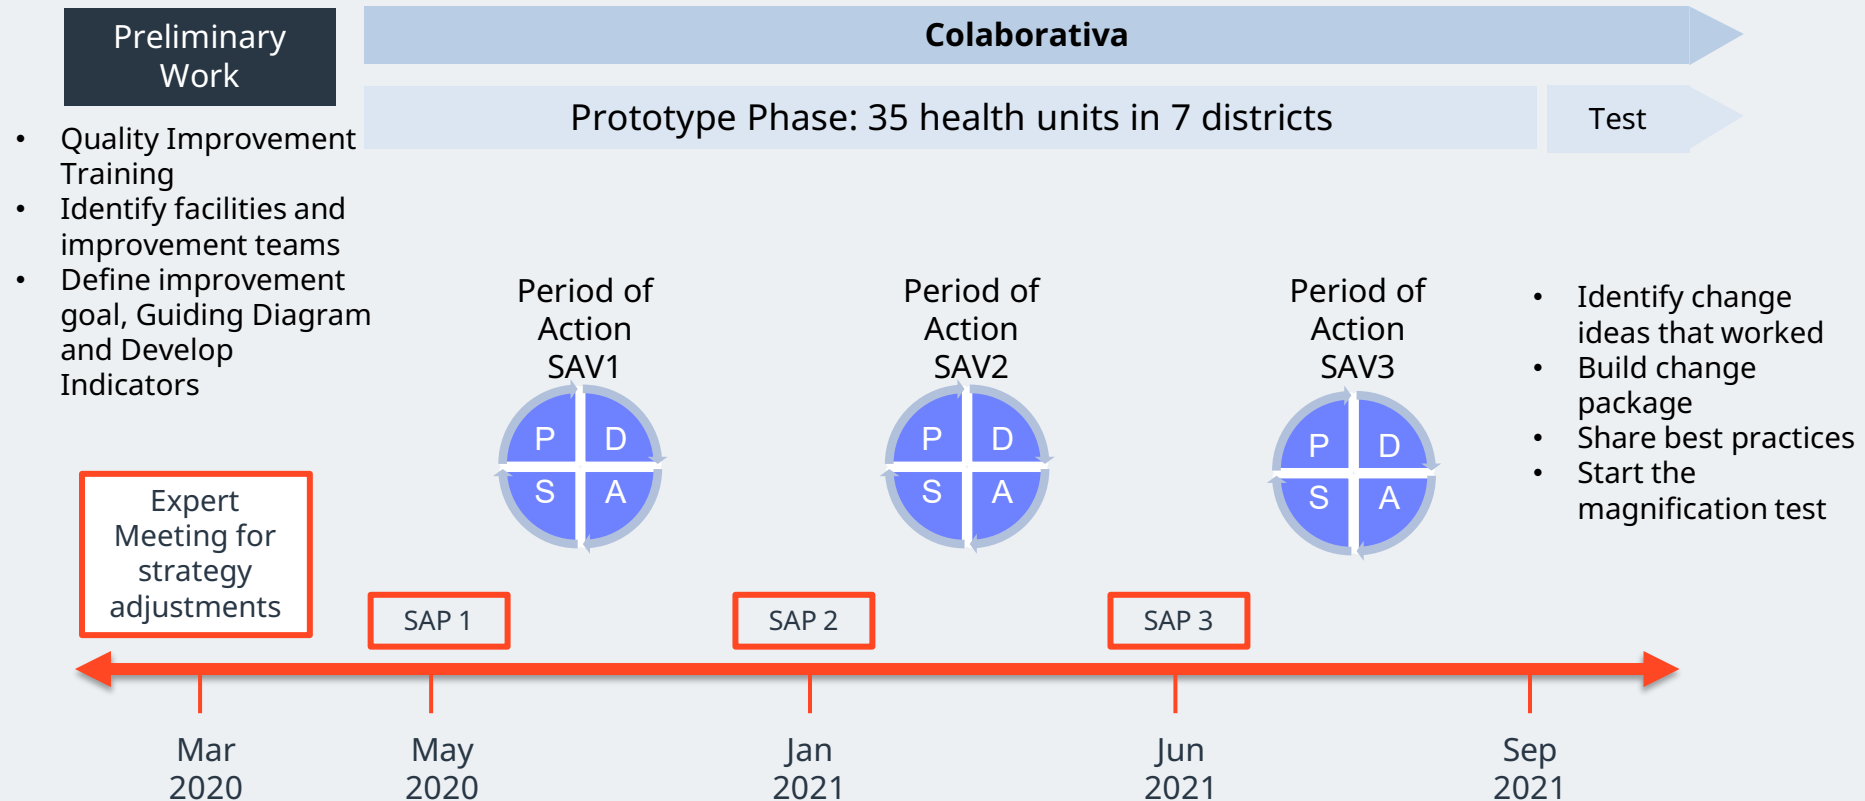 Preliminary
Work
Colaborativa
Prototype Phase: 35 health units in 7 districts
Test
• Quality Improvement
Training
• Identify facilities and
improvement teams
• Define improvement
goal, Guiding Diagram
and Develop
Indicators
Period of
Action
SAV1
P D
S A
Period of
Action
SAV2
P D
S A
Period of
Action
SAV3
P D
S A
• Identify change
ideas that worked
• Build change
package
• Share best practices
• Start the
magnification test
Expert
Meeting for
strategy
adjustments
SAP 1
SAP 2
SAP 3
Mar
2020
May
2020
Jan
2021
Jun
2021
Sep
2021